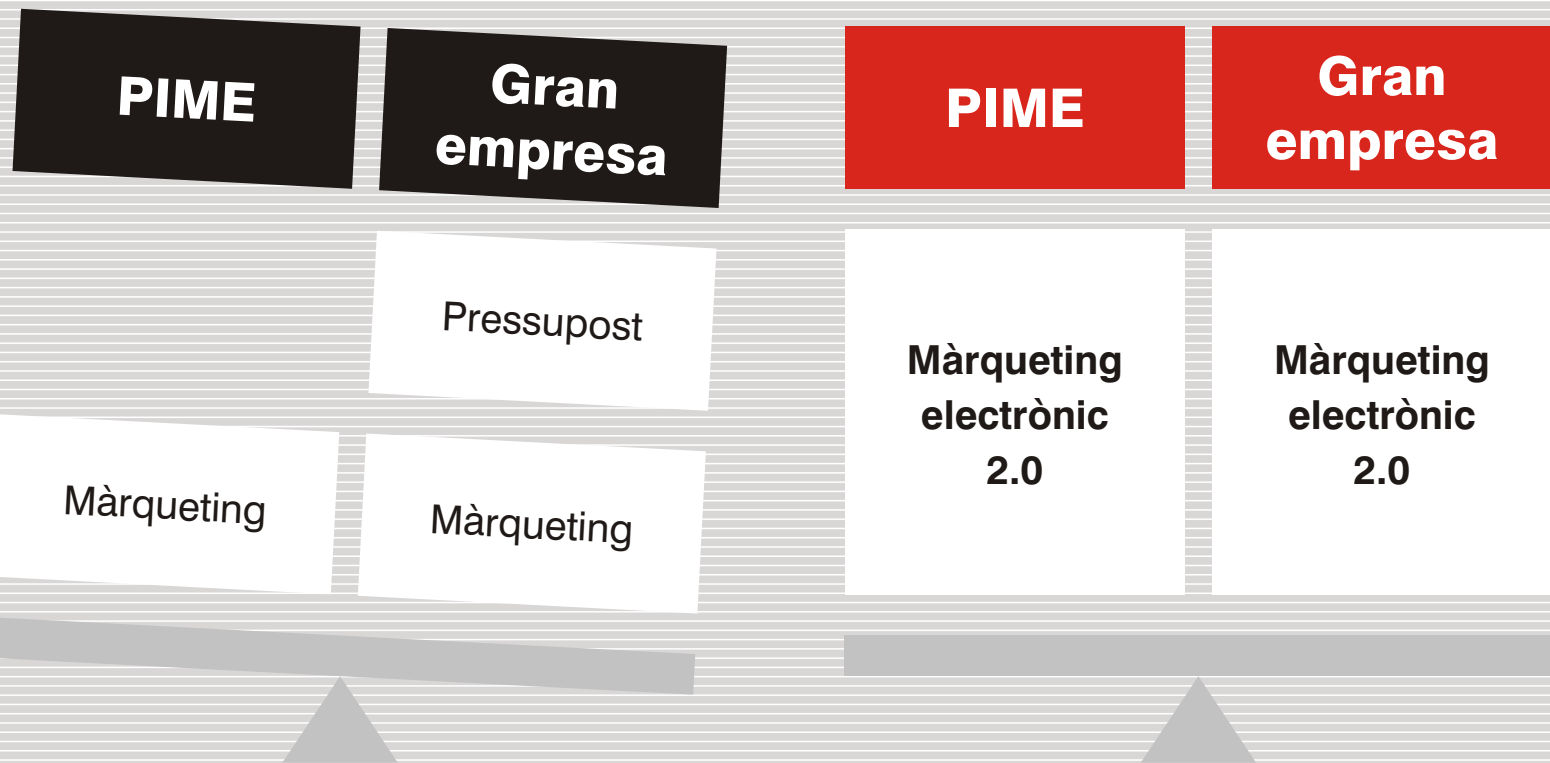 PIME
Gran
empresa
Pressupost
Màrqueting
Màrqueting
PIME
Gran
empresa
Màrqueting
electrònic
2.0
Màrqueting
electrònic
2.0